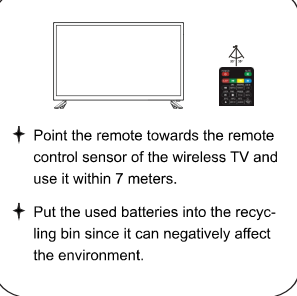 Point the remote towards the remote
control sensor of the wireless TV and
use it within 7 meters.
Put the used batteries into the recyc-
ling bin since it can negatively affect
the environment.